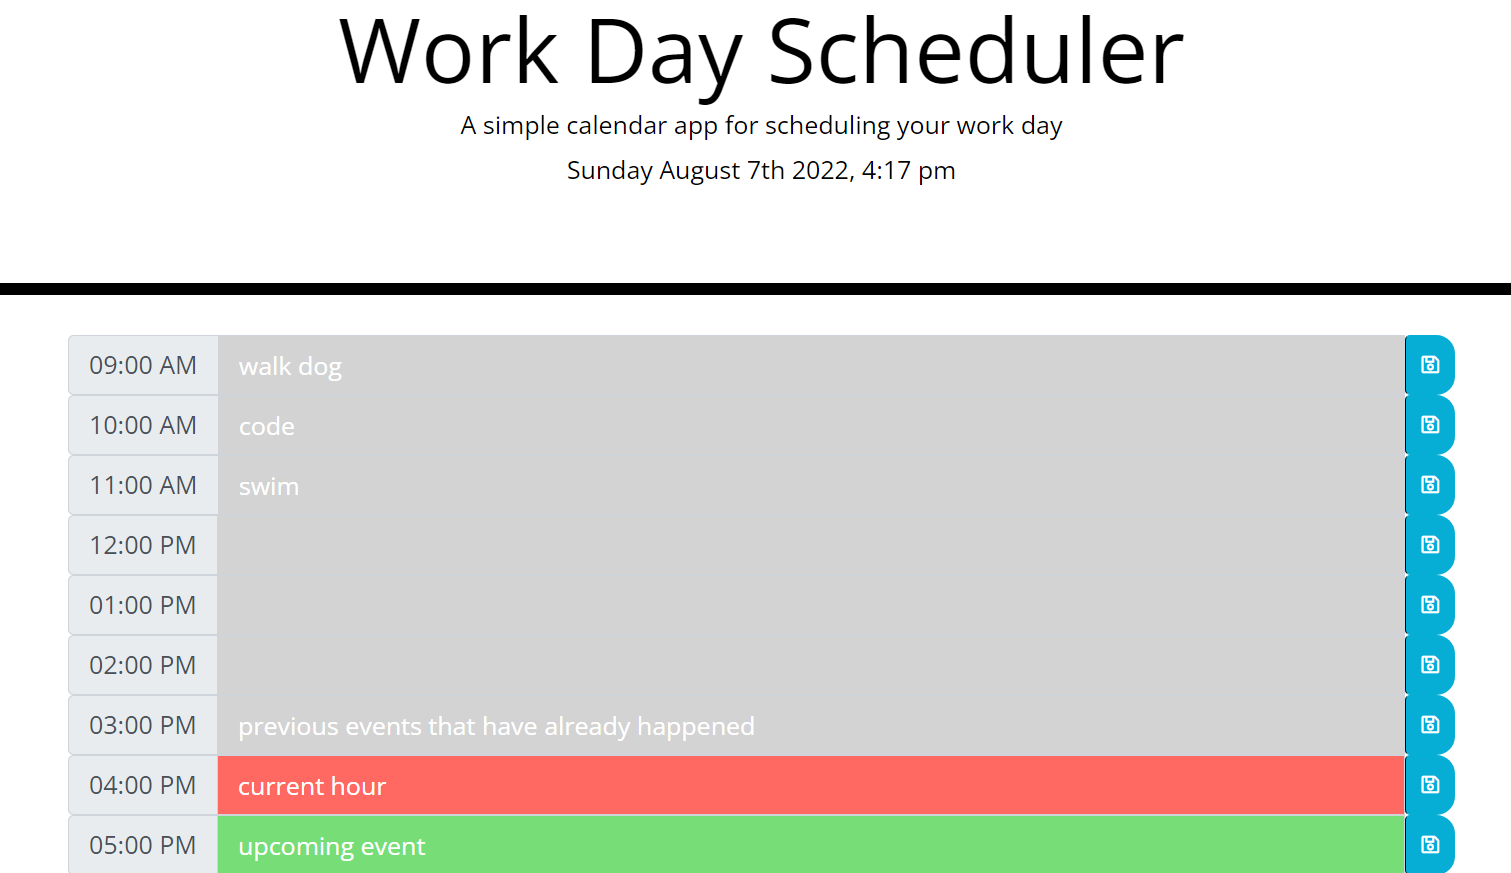 Work Day Scheduler
A simple calendar app for scheduling your work day
Sunday August 7th 2022, 4:17 pm
09:00 AM walk dog
10:00 AM code
11:00 AM swim
12:00 PM
01:00 PM
02:00 PM
03:00 PM previous events that have already happened
04:00 PM current hour
05:00 PM upcoming event